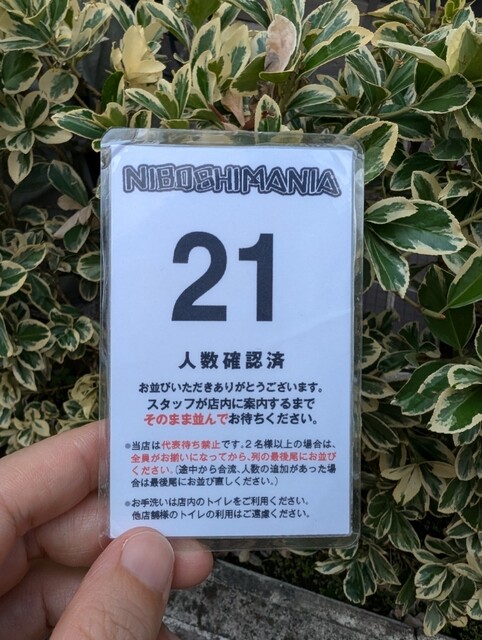 NIBOSHIMANIA
21
人数確認済
お並びいただきありがとうございます。
スタッフが店内に案内するまで
そのまま並んでお待ちください。
※当店は代表待ち禁止です。2名様以上の場合は、
全員がお揃いになってから、列の最後尾にお並び
ください。(途中から合流、人数の追加があった場
合は最後尾にお並び直しください。)
※お手洗いは店内のトイレをご利用ください。
他店舗様のトイレの利用はご遠慮ください。